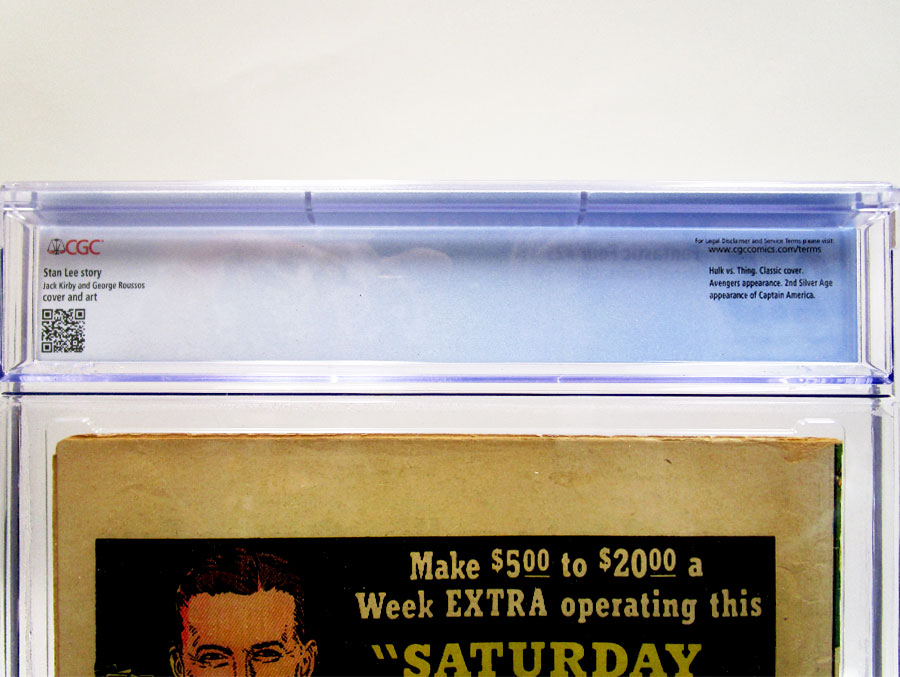 CGC
Stan Lee story
Jack Kirby and George Roussos
cover and art
For Legal Disclaimer and Service Terms please visit:
www.cgccomics.com/terms
Hulk vs. Thing. Classic cover.
Avengers appearance. 2nd Silver Age
appearance of Captain America.
Make $500 to $2000 a
Week EXTRA operating this
"SATURDAY